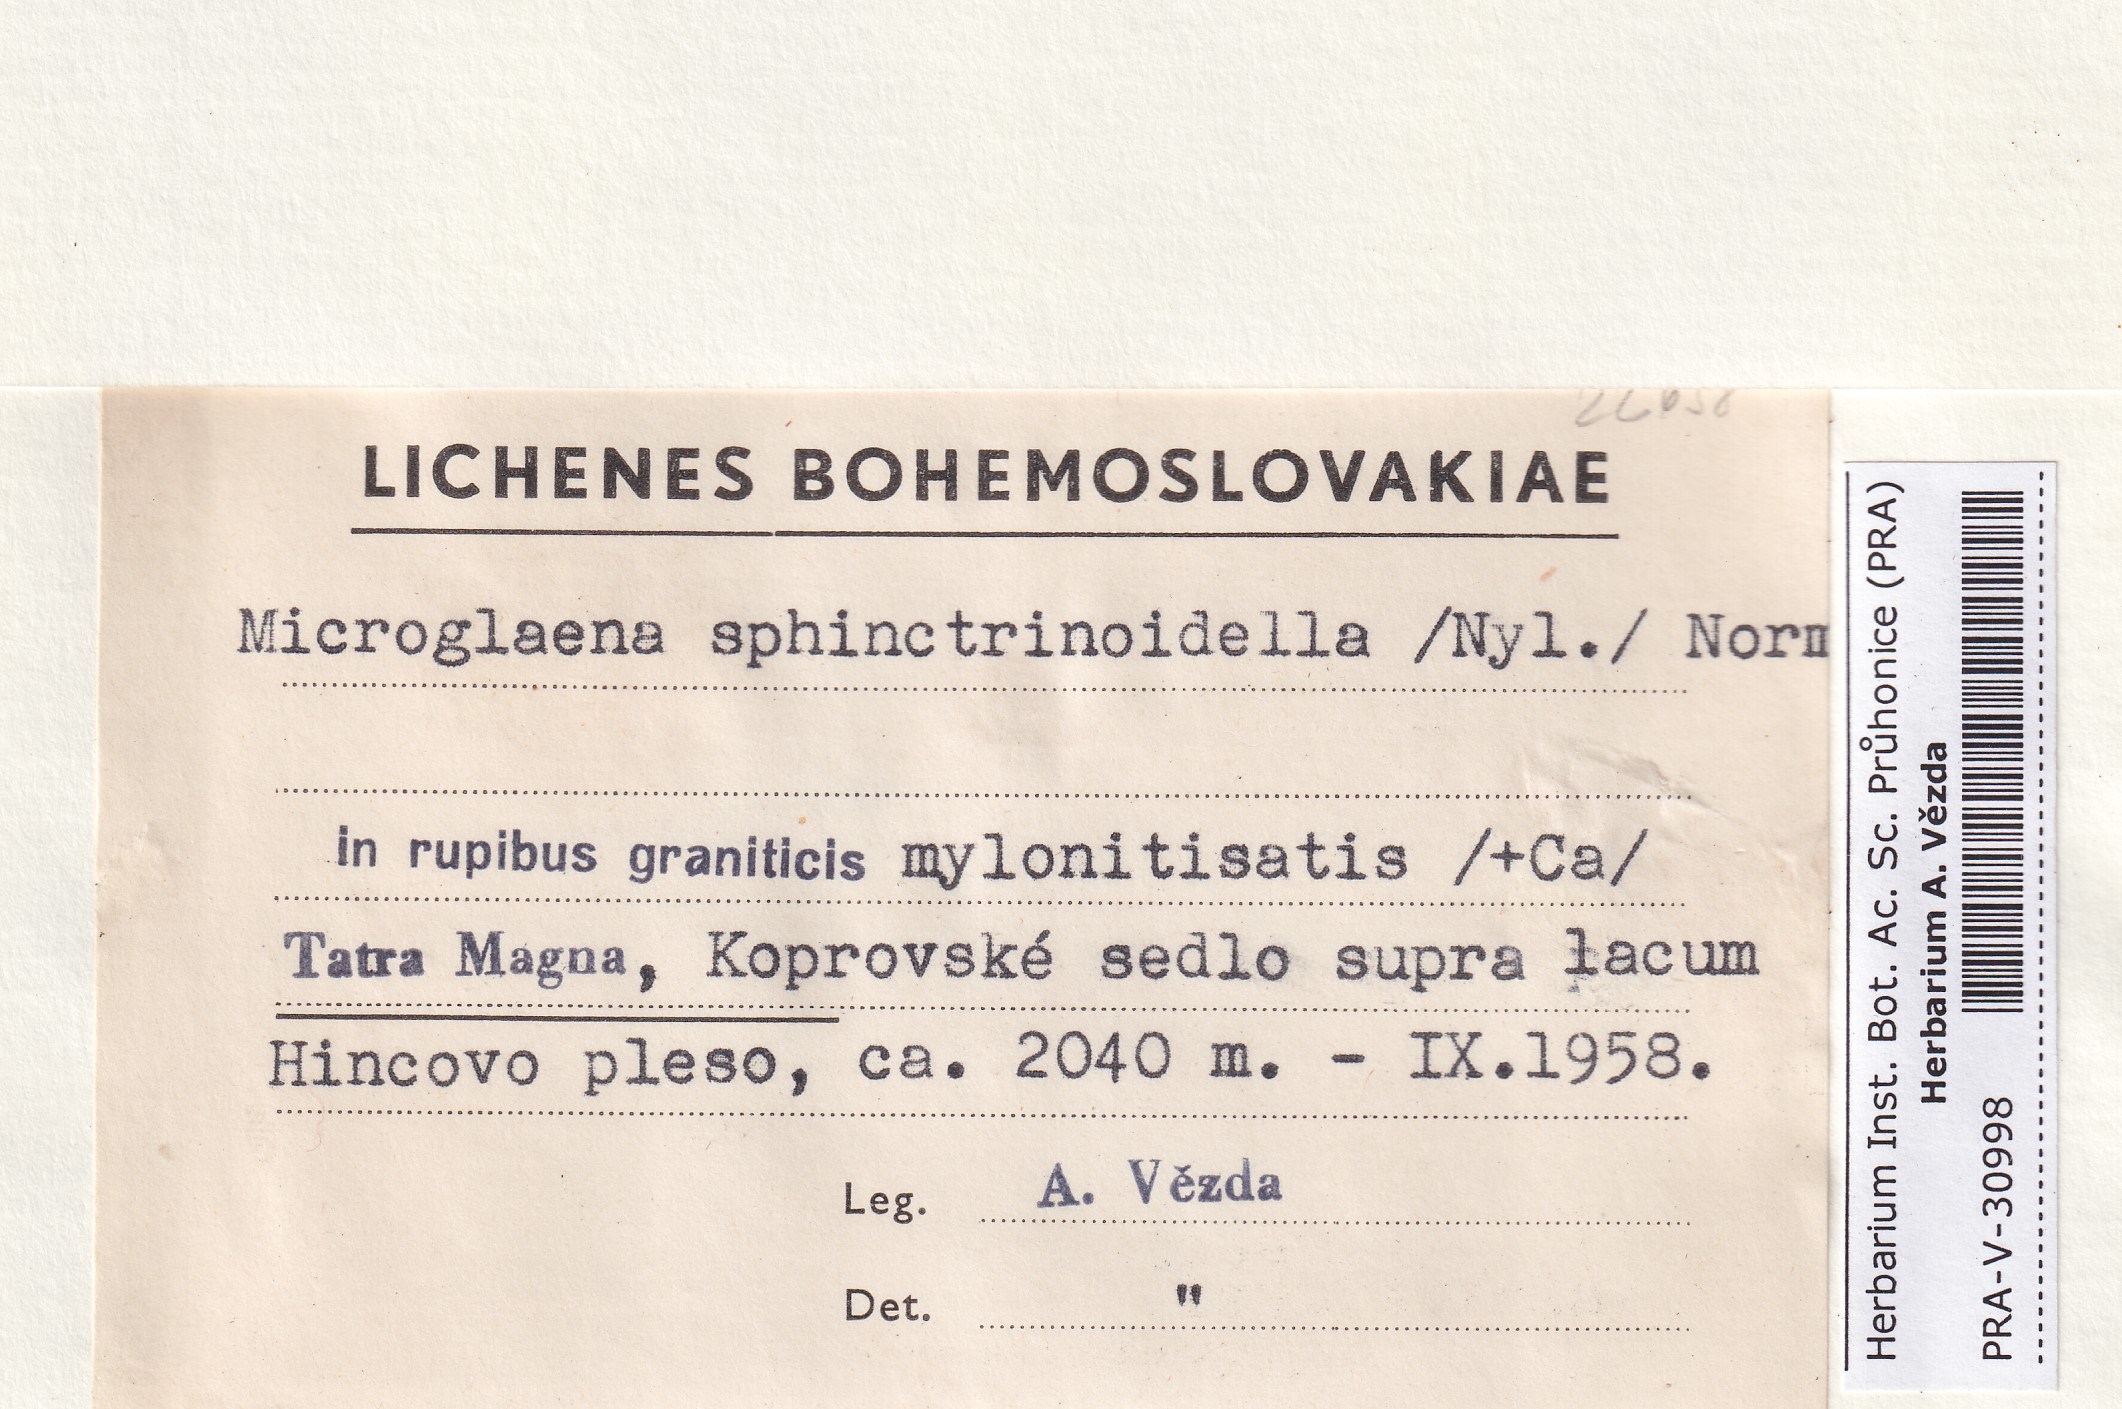 LICHENES BOHEMOSLOVAKIAE
Microglaena sphinctrinoidella /Nyl./ Norm
in rupibus graniticis mylonitisatis /+Ca/
Tatra Magna, Koprovské sedlo supra lacum
Hincovo pleso, ca. 2040 m. - IX.1958.
Leg. A. Vězda
Det. "
Herbarium Inst. Bot. Ac. Sc. Průhonice (PRA)
Herbarium A. Vězda
PRA-V-30998